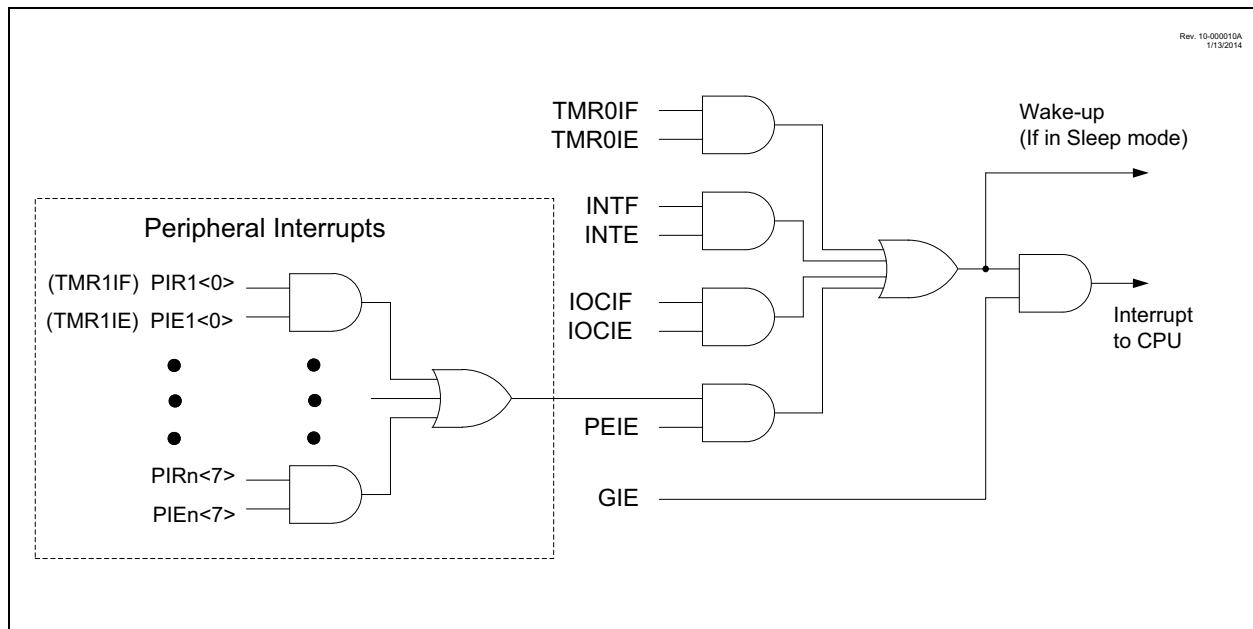 Rev. 10-000010A
1/13/2014
TMR0IF
TMR0IE
Wake-up
(If in Sleep mode)
INTF
INTE
Peripheral Interrupts
(TMR1IF) PIR1<0>
(TMR1IE) PIE1<0>
IOCIF
IOCIE
Interrupt
to CPU
PEIE
PIRn<7>
PIEn<7>
GIE